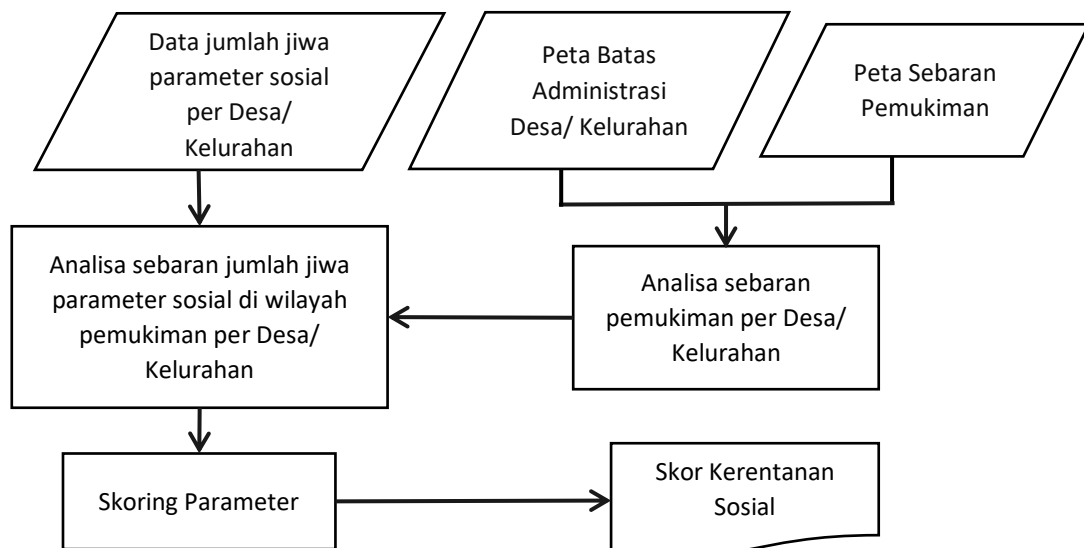 Data jumlah jiwa
parameter sosial
per Desa/
Kelurahan
Peta Batas
Administrasi
Desa/ Kelurahan
Peta Sebaran
Pemukiman
Analisa sebaran jumlah jiwa
parameter sosial di wilayah
pemukiman per Desa/
Kelurahan
Analisa sebaran
pemukiman per Desa/
Kelurahan
Skoring Parameter
Skor Kerentanan
Sosial